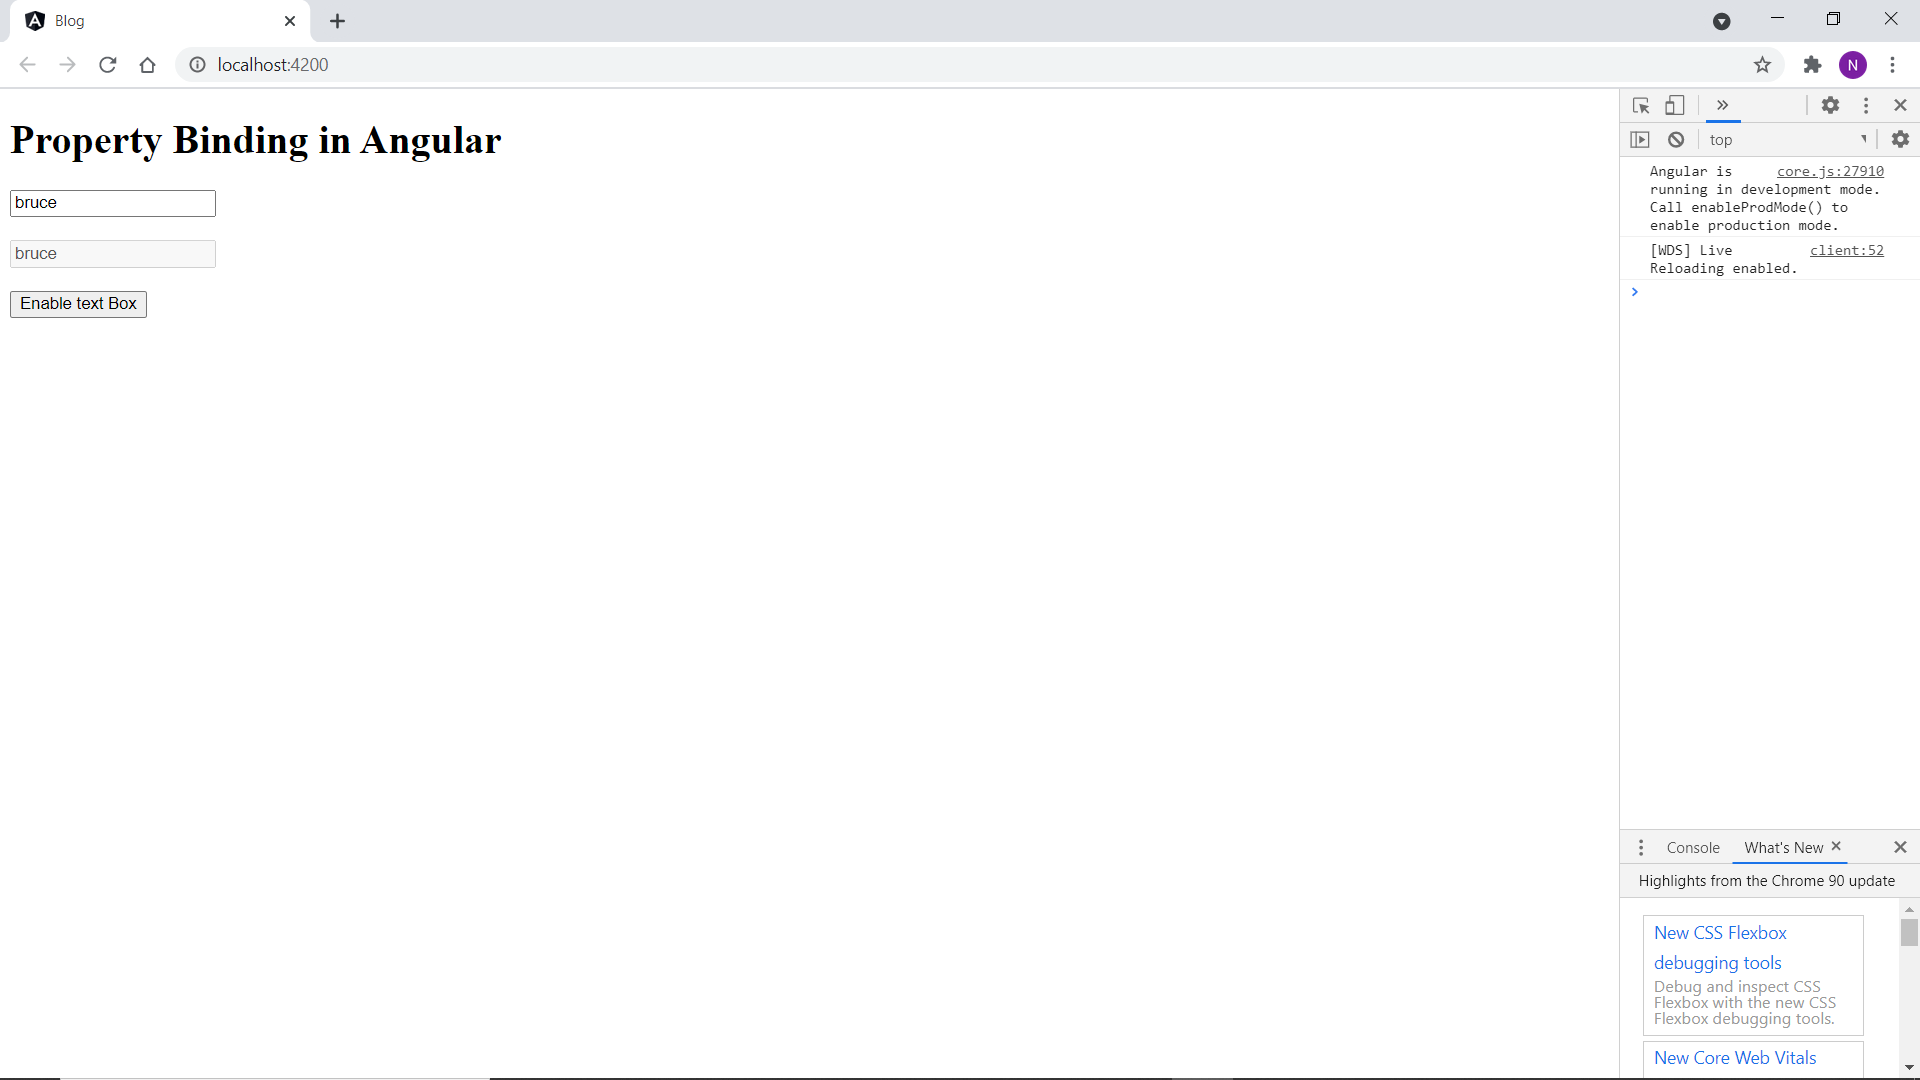 Blog
localhost:4200
N
Property Binding in Angular
bruce
bruce
Enable text Box
top
Angular is core.js:27910
running in development mode.
Call enableProdMode() to
enable production mode.
[WDS] Live client:52
Reloading enabled.
Console What's New
Highlights from the Chrome 90 update
New CSS Flexbox
debugging tools
Debug and inspect CSS
Flexbox with the new CSS
Flexbox debugging tools.
New Core Web Vitals